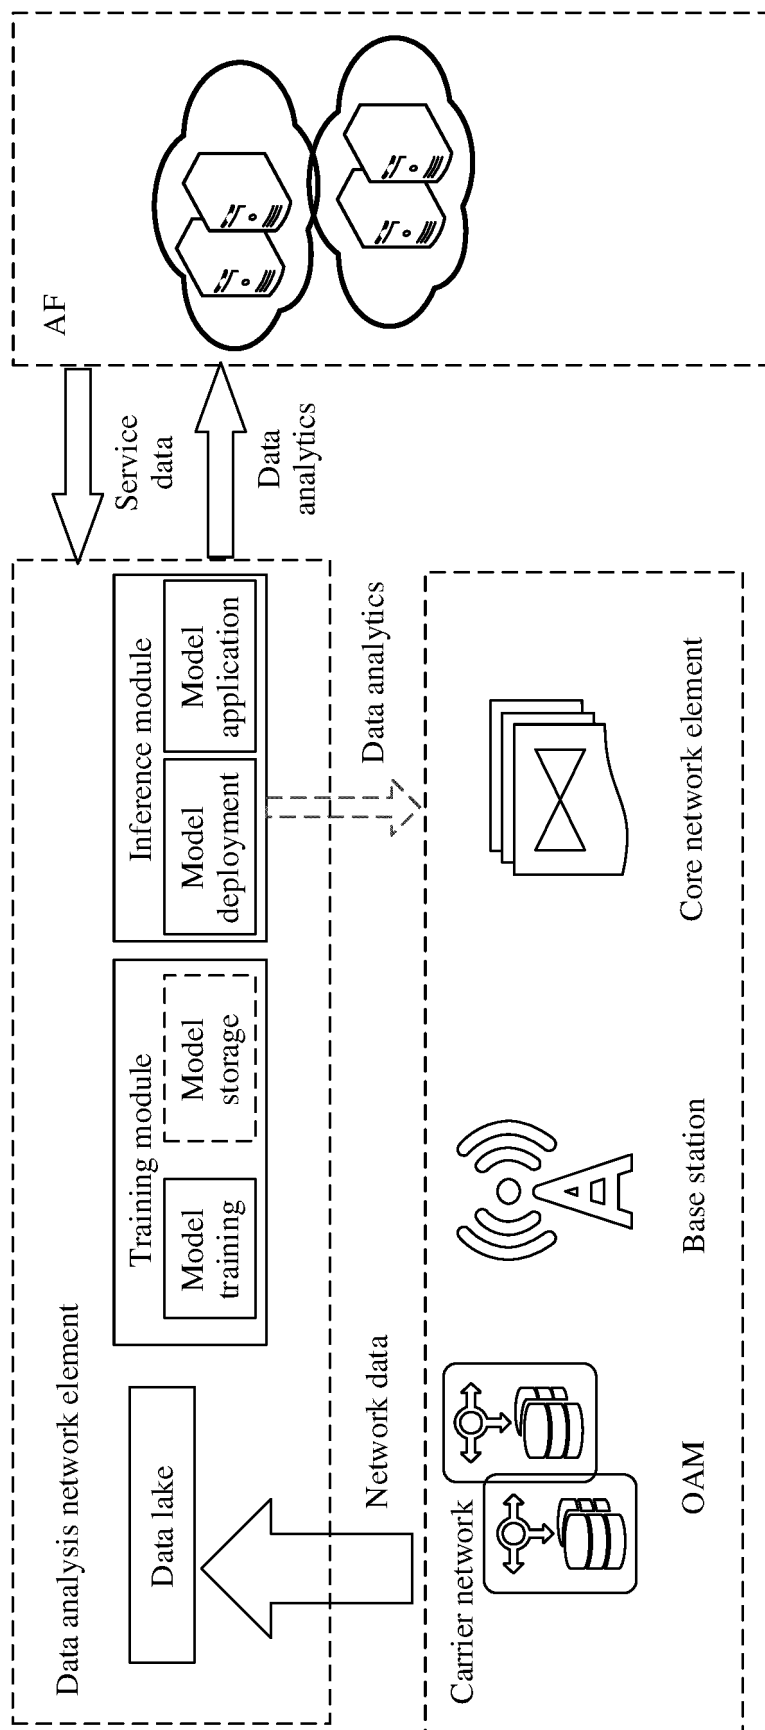 Data analysis network element
Data lake
Training module
Model
training
Model
storage
Inference module
Model
deployment
Model
application
Service
data
Data
analytics
AF
Network data
Data analytics
Carrier network
OAM
Base station
Core network element